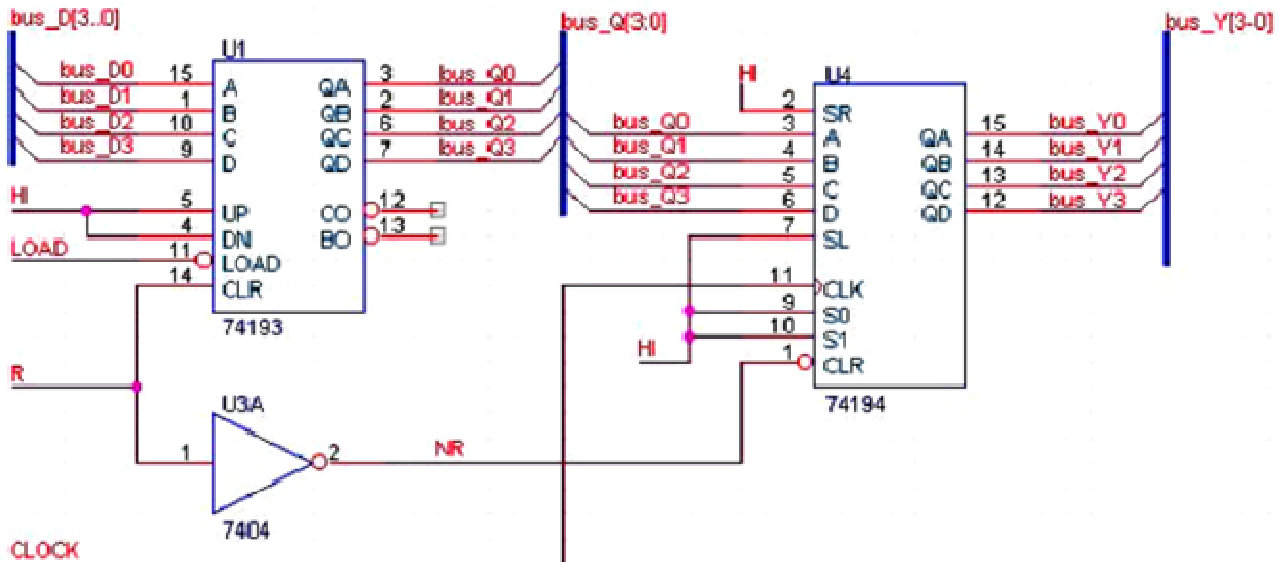 bus_D[3..0]
bus_Q[3:0]
bus_Y[3-0]
U1
bus_D0 15 A QA 3 bus_Q0
bus_D1 1 B QB 2 bus_Q1
bus_D2 10 C QC 6 bus_Q2
bus_D3 9 D QD 7 bus_Q3
HI 5 UP CO 12
4 DN BO 13
LOAD 11 LOAD
14 CLR
74193
HI U4
2 SR
bus_Q0 3 A QA 15 bus_Y0
bus_Q1 4 B QB 14 bus_Y1
bus_Q2 5 C QC 13 bus_Y2
bus_Q3 6 D QD 12 bus_Y3
7 SL
11 CLK
9 S0
10 S1
HI 1 CLR
74194
R
U3A
1 2 NR
7404
CLOCK